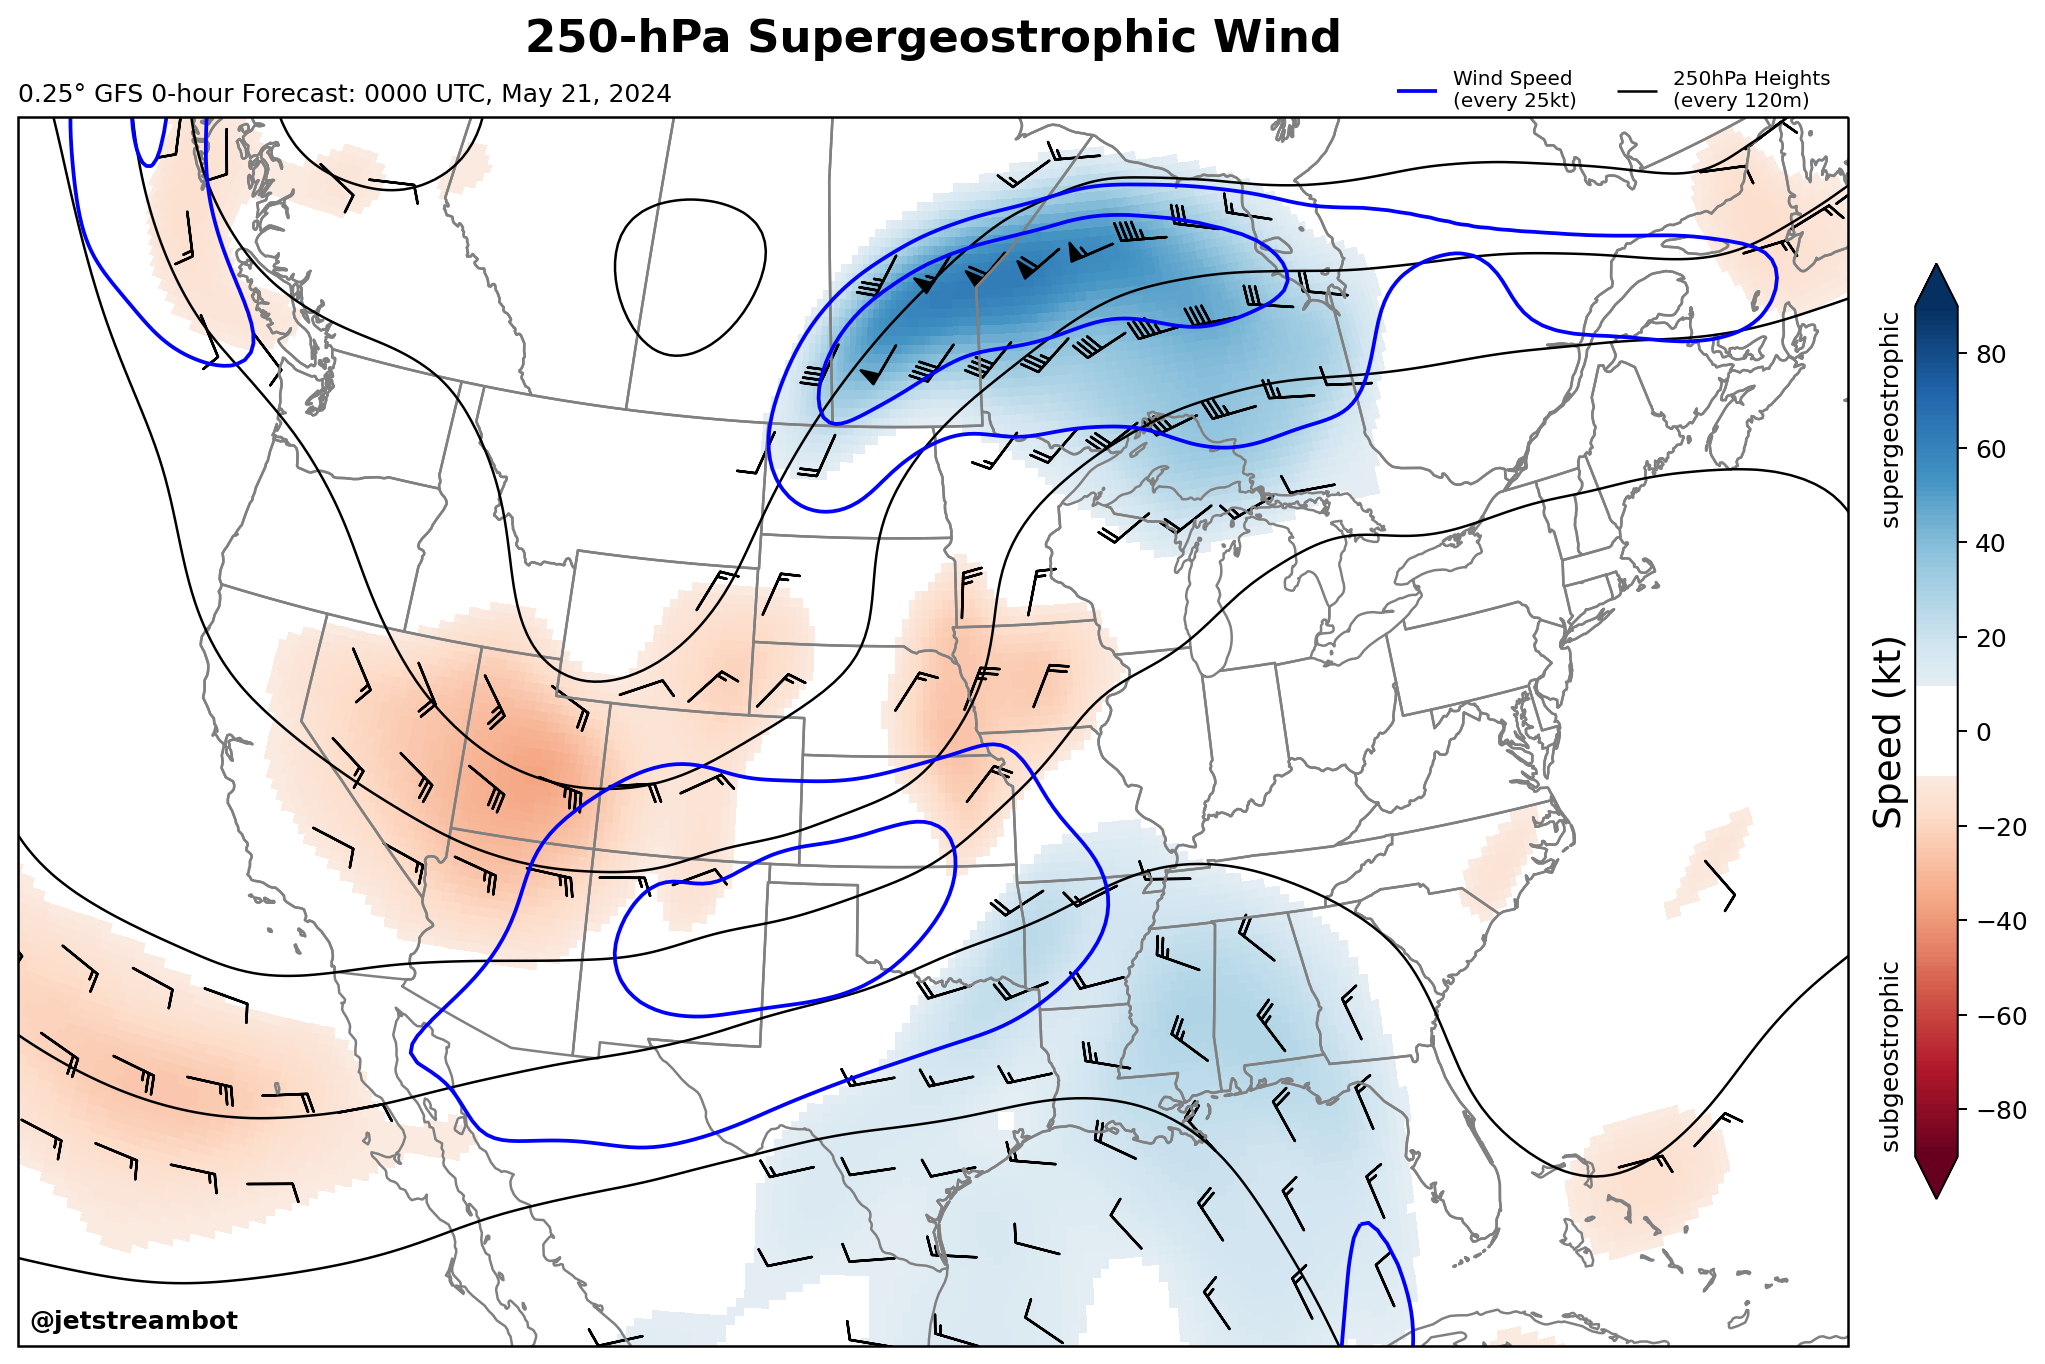 250-hPa Supergeostrophic Wind
0.25° GFS 0-hour Forecast: 0000 UTC, May 21, 2024
Wind Speed
(every 25kt)
250hPa Heights
(every 120m)
supergeostrophic
subgeostrophic
Speed (kt)
80
60
40
20
0
−20
−40
−60
−80
@jetstreambot